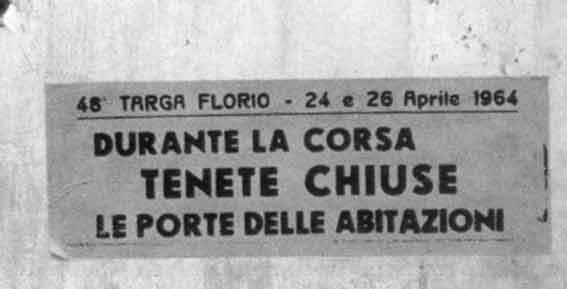 48ª TARGA FLORIO - 24 e 26 Aprile 1964
DURANTE LA CORSA
TENETE CHIUSE
LE PORTE DELLE ABITAZIONI